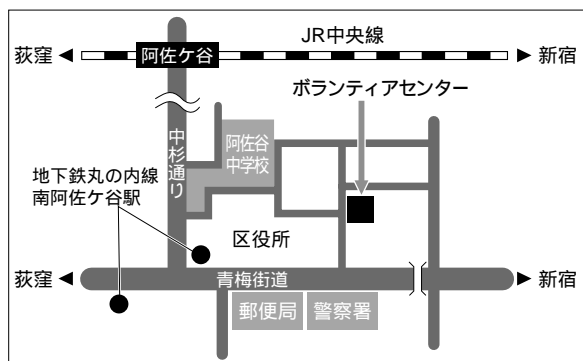 JR中央線
荻窪
阿佐ケ谷
新宿
ボランティアセンター
中杉通り
阿佐谷
中学校
地下鉄丸の内線
南阿佐ケ谷駅
区役所
荻窪
青梅街道
新宿
郵便局
警察署